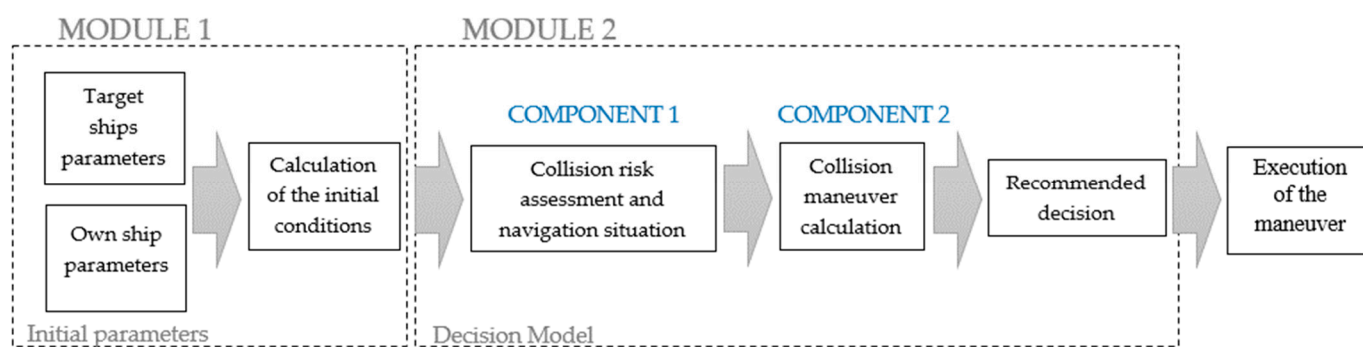 MODULE 1
MODULE 2
Target
ships
parameters
Own ship
parameters
Calculation
of the initial
conditions
COMPONENT 1
Collision risk
assessment and
navigation situation
COMPONENT 2
Collision
maneuver
calculation
Recommended
decision
Execution
of the
maneuver
Initial parameters
Decision Model